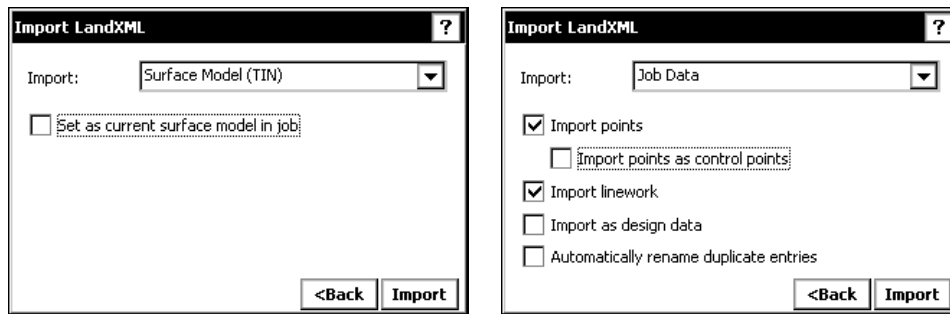 Import LandXML ?
Import: Surface Model (TIN)
Set as current surface model in job
<Back Import
Import LandXML ?
Import: Job Data
Import points
Import points as control points
Import linework
Import as design data
Automatically rename duplicate entries
<Back Import